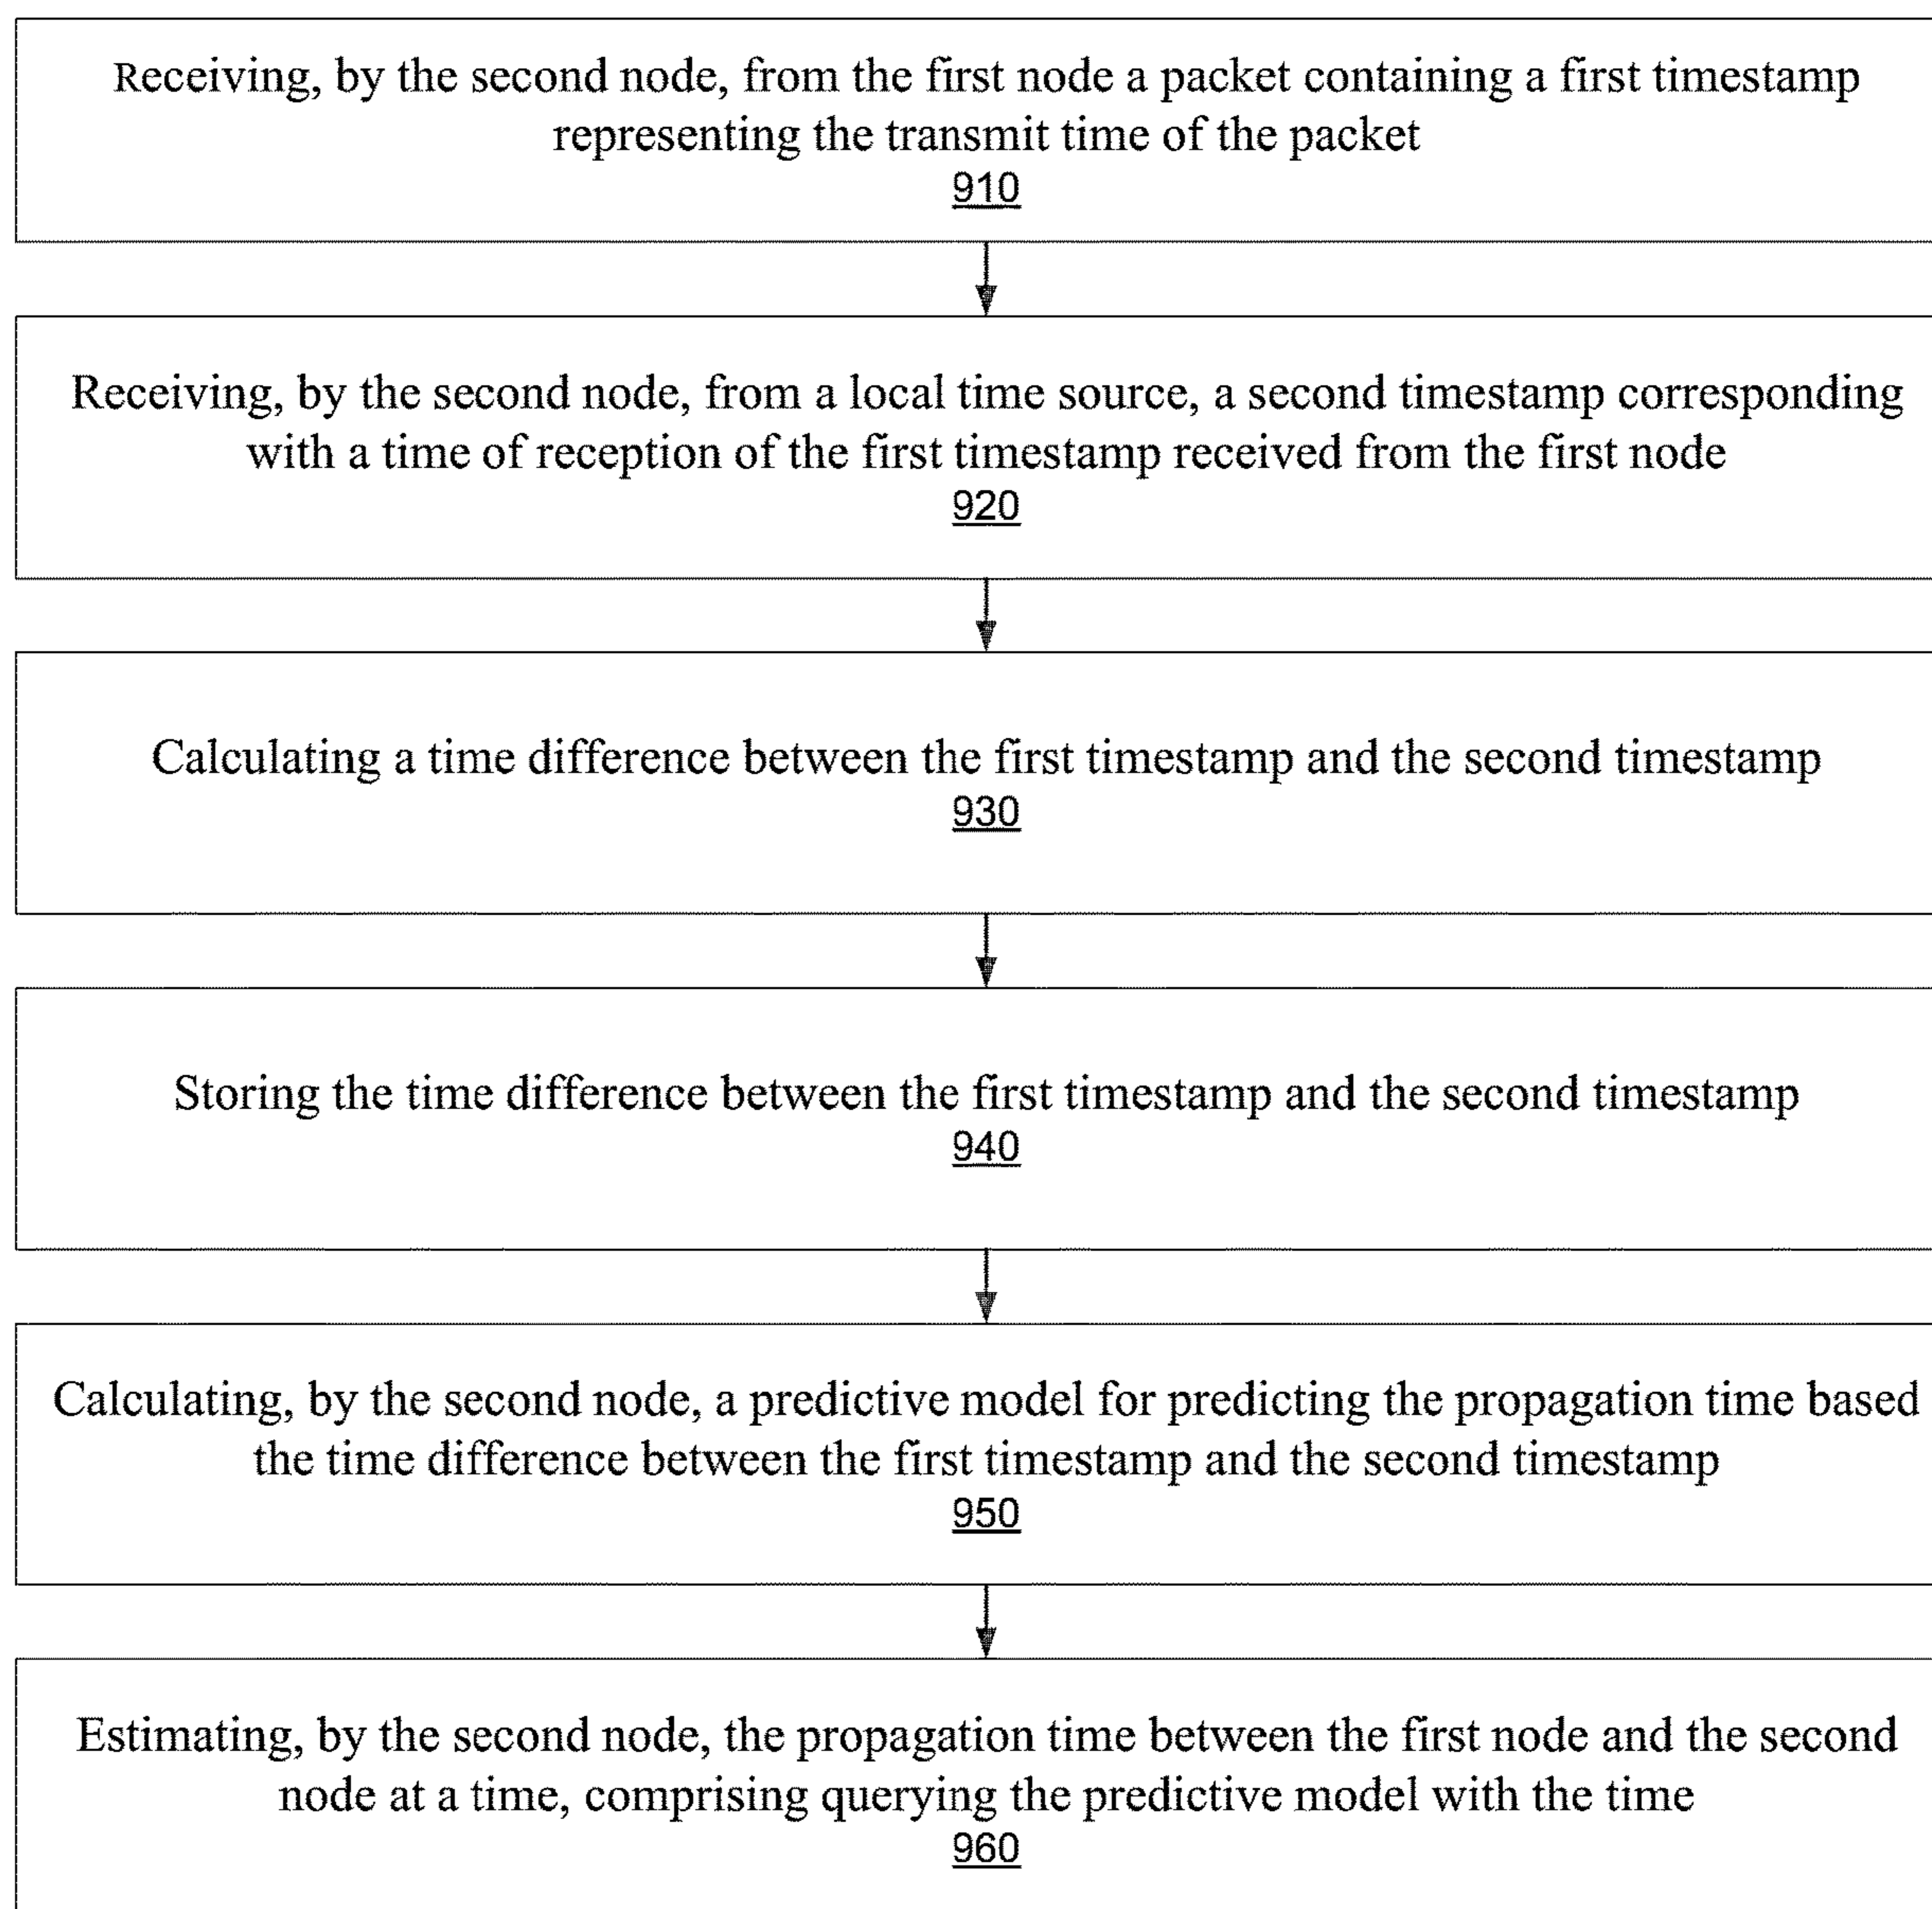 Receiving, by the second node, from the first node a packet containing a first timestamp
representing the transmit time of the packet
910
Receiving, by the second node, from a local time source, a second timestamp corresponding
with a time of reception of the first timestamp received from the first node
920
Calculating a time difference between the first timestamp and the second timestamp
930
Storing the time difference between the first timestamp and the second timestamp
940
Calculating, by the second node, a predictive model for predicting the propagation time based
the time difference between the first timestamp and the second timestamp
950
Estimating, by the second node, the propagation time between the first node and the second
node at a time, comprising querying the predictive model with the time
960